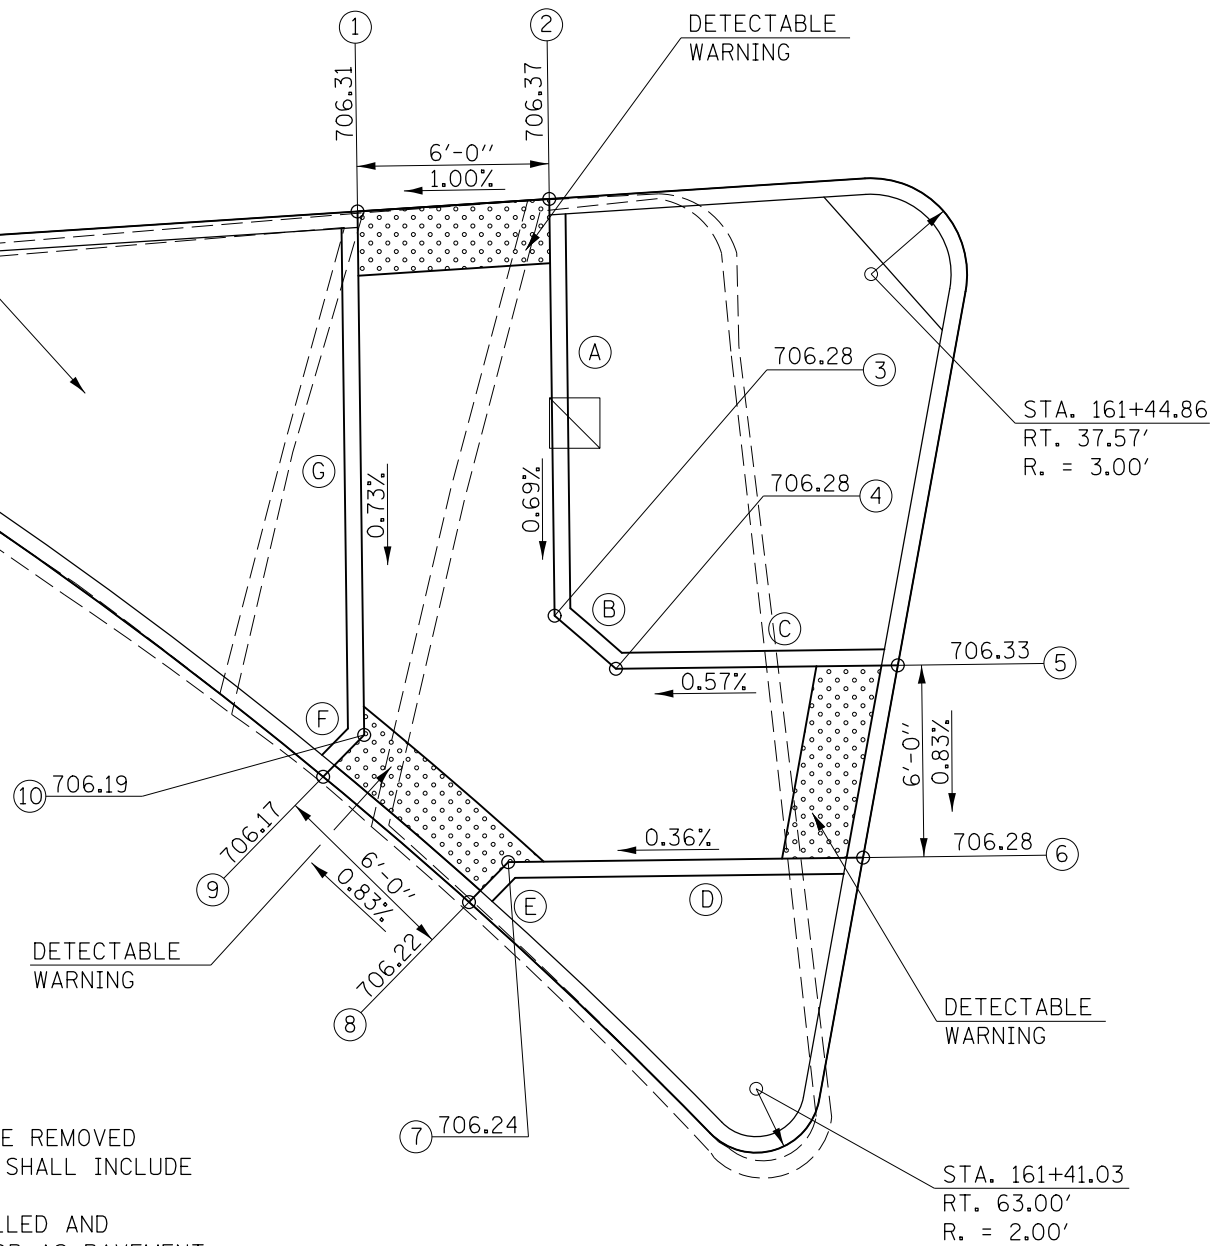 1
2
DETECTABLE
WARNING
706.31
706.37
6'-0"
1.00%
A
706.28
3
STA. 161+44.86
RT. 37.57'
R. = 3.00'
G
0.73%
0.69%
706.28
4
B
C
706.33
5
0.57%
F
6'-0"
0.83%
10
706.19
706.17
9
0.36%
706.28
6
6'-0"
0.83%
E
D
706.22
8
DETECTABLE
WARNING
DETECTABLE
WARNING
7
706.24
E REMOVED
SHALL INCLUDE
STA. 161+41.03
RT. 63.00'
R. = 2.00'
LLED AND